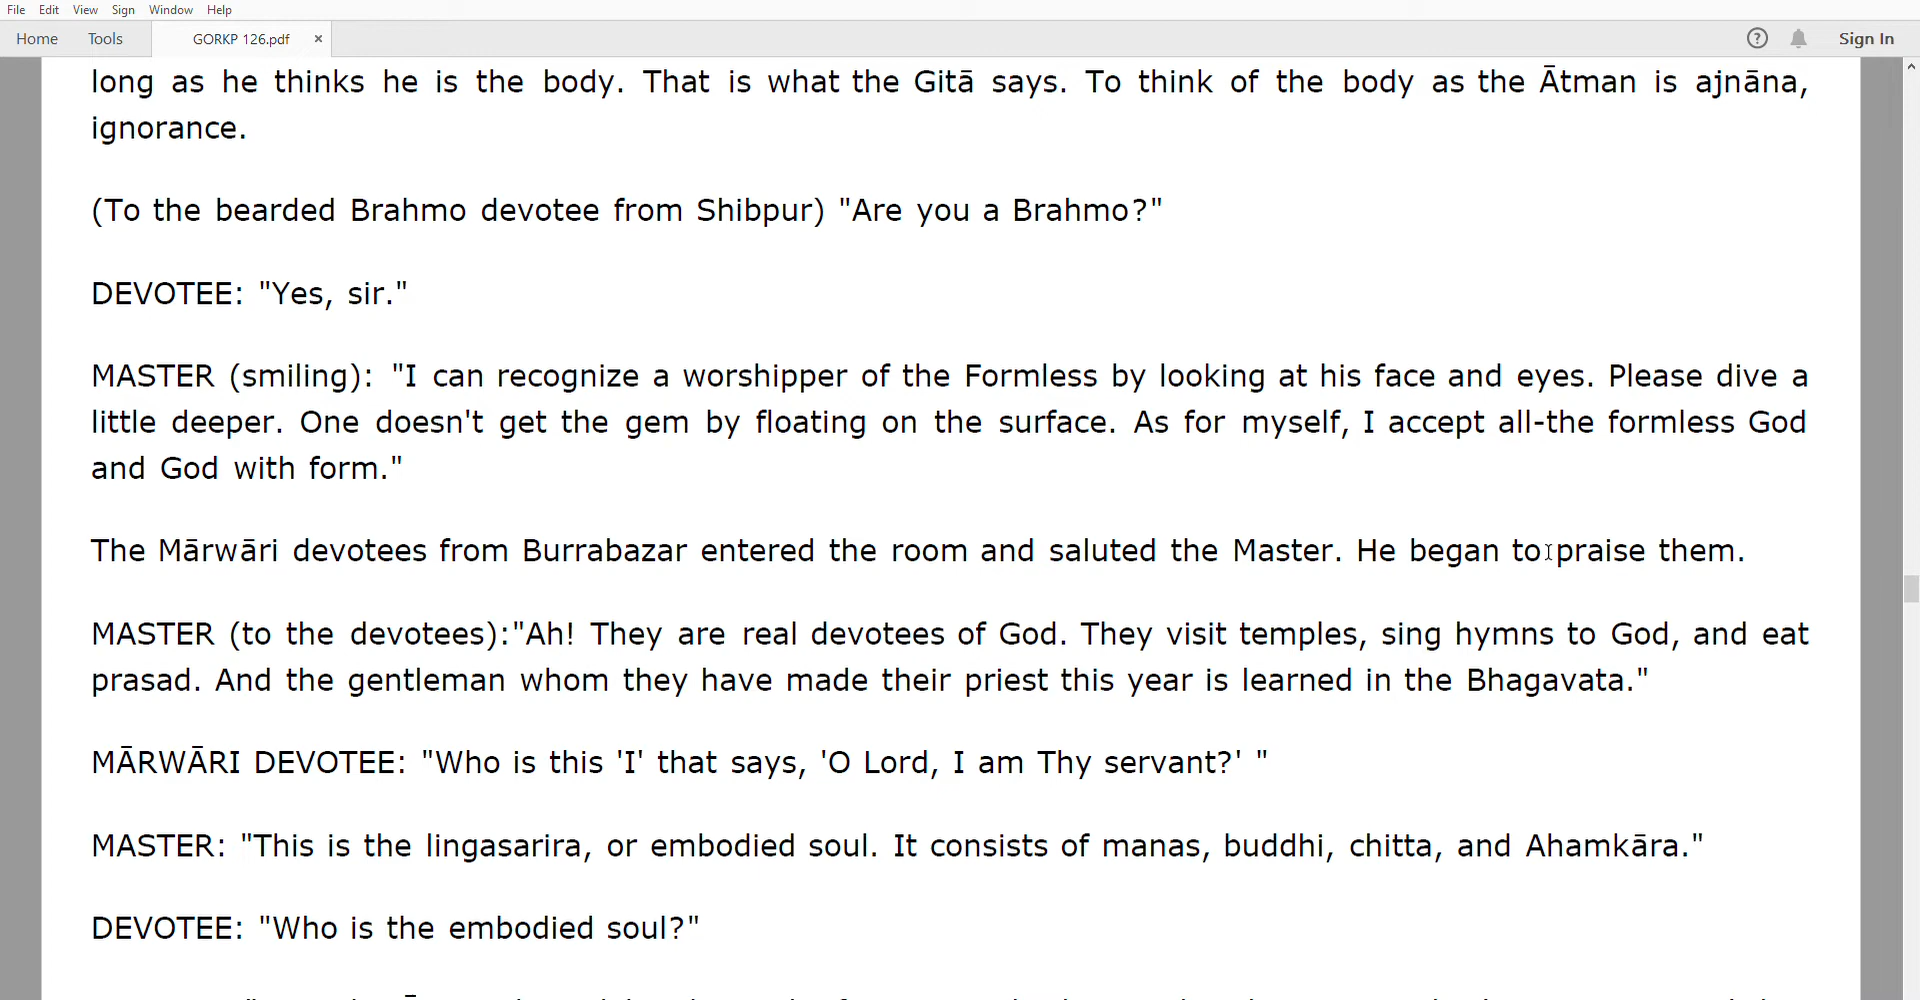 File Edit View Sign Window Help
Home Tools GORKP 126.pdf × ? Sign In
long as he thinks he is the body. That is what the Gitā says. To think of the body as the Ātman is ajnāna,
ignorance.
(To the bearded Brahmo devotee from Shibpur) "Are you a Brahmo?"
DEVOTEE: "Yes, sir."
MASTER (smiling): "I can recognize a worshipper of the Formless by looking at his face and eyes. Please dive a
little deeper. One doesn't get the gem by floating on the surface. As for myself, I accept all-the formless God
and God with form."
The Mārwāri devotees from Burrabazar entered the room and saluted the Master. He began to praise them.
MASTER (to the devotees):"Ah! They are real devotees of God. They visit temples, sing hymns to God, and eat
prasad. And the gentleman whom they have made their priest this year is learned in the Bhagavata."
MĀRWĀRI DEVOTEE: "Who is this 'I' that says, 'O Lord, I am Thy servant?' "
MASTER: "This is the lingasarira, or embodied soul. It consists of manas, buddhi, chitta, and Ahamkāra."
DEVOTEE: "Who is the embodied soul?"